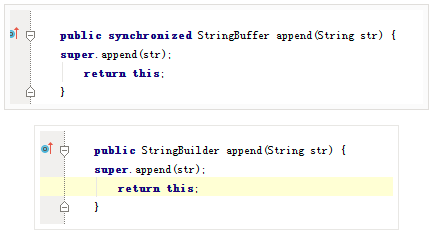 public synchronized StringBuffer append(String str) {
super.append(str);
return this;
}
public StringBuilder append(String str) {
super.append(str);
return this;
}